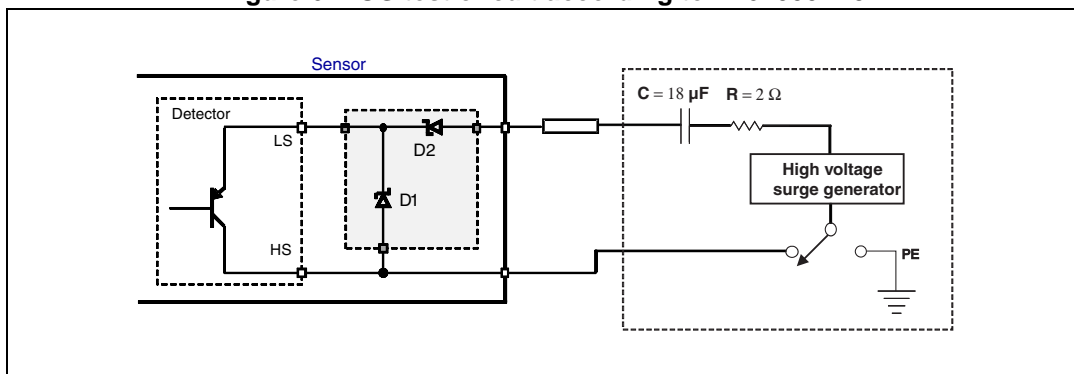 Sensor
Detector
LS
HS
D2
D1
C = 18 µF R = 2 Ω
High voltage
surge generator
PE